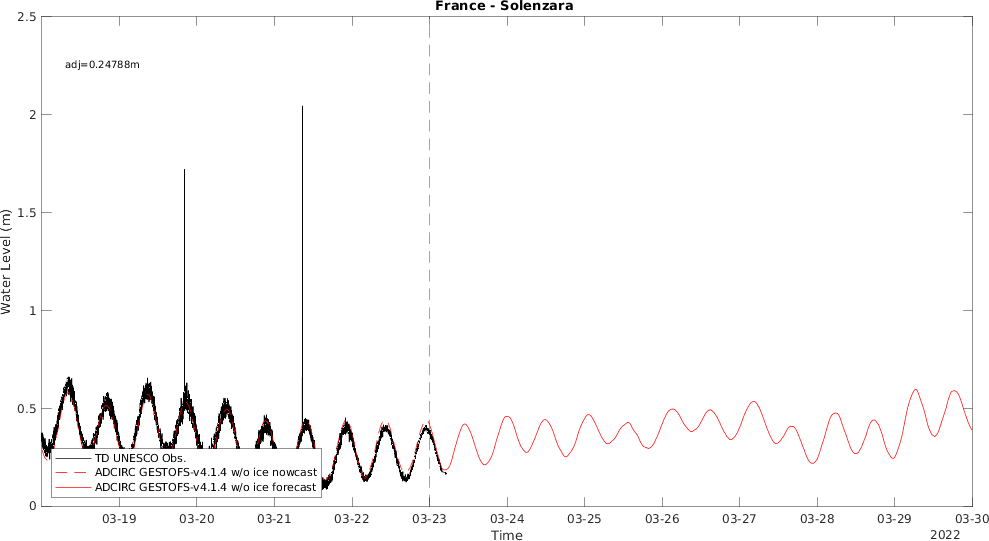 France - Solenzara
adj=0.24788m
2.5
2
1.5
1
0.5
0
Water Level (m)
TD UNESCO Obs.
ADCIRC GESTOFS-v4.1.4 w/o ice nowcast
ADCIRC GESTOFS-v4.1.4 w/o ice forecast
03-19 03-20 03-21 03-22 03-23 03-24 03-25 03-26 03-27 03-28 03-29 03-30
Time
2022